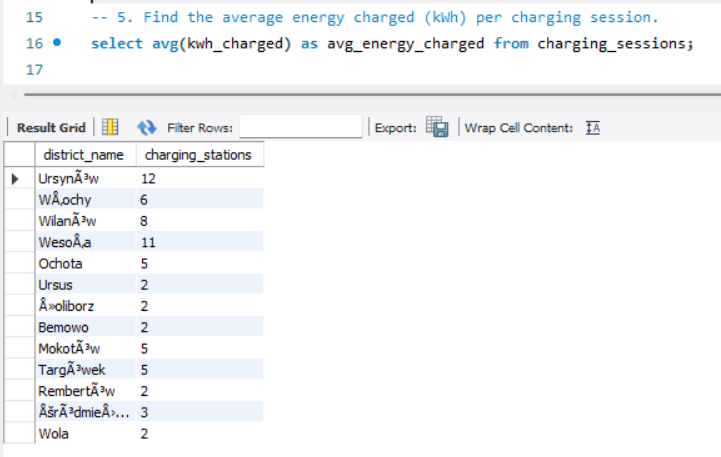 15 -- 5. Find the average energy charged (kWh) per charging session.
16 select avg(kwh_charged) as avg_energy_charged from charging_sessions;
17
Result Grid Filter Rows: Export: Wrap Cell Content: IA
district_name charging_stations
UrsynÃ³w 12
WÅ‚ochy 6
WilanÃ³w 8
WesoÅ‚a 11
Ochota 5
Ursus 2
Å»oliborz 2
Bemowo 2
MokotÃ³w 5
TargÃ³wek 5
RembertÃ³w 2
ÅšrÃ³dmieÅ›... 3
Wola 2